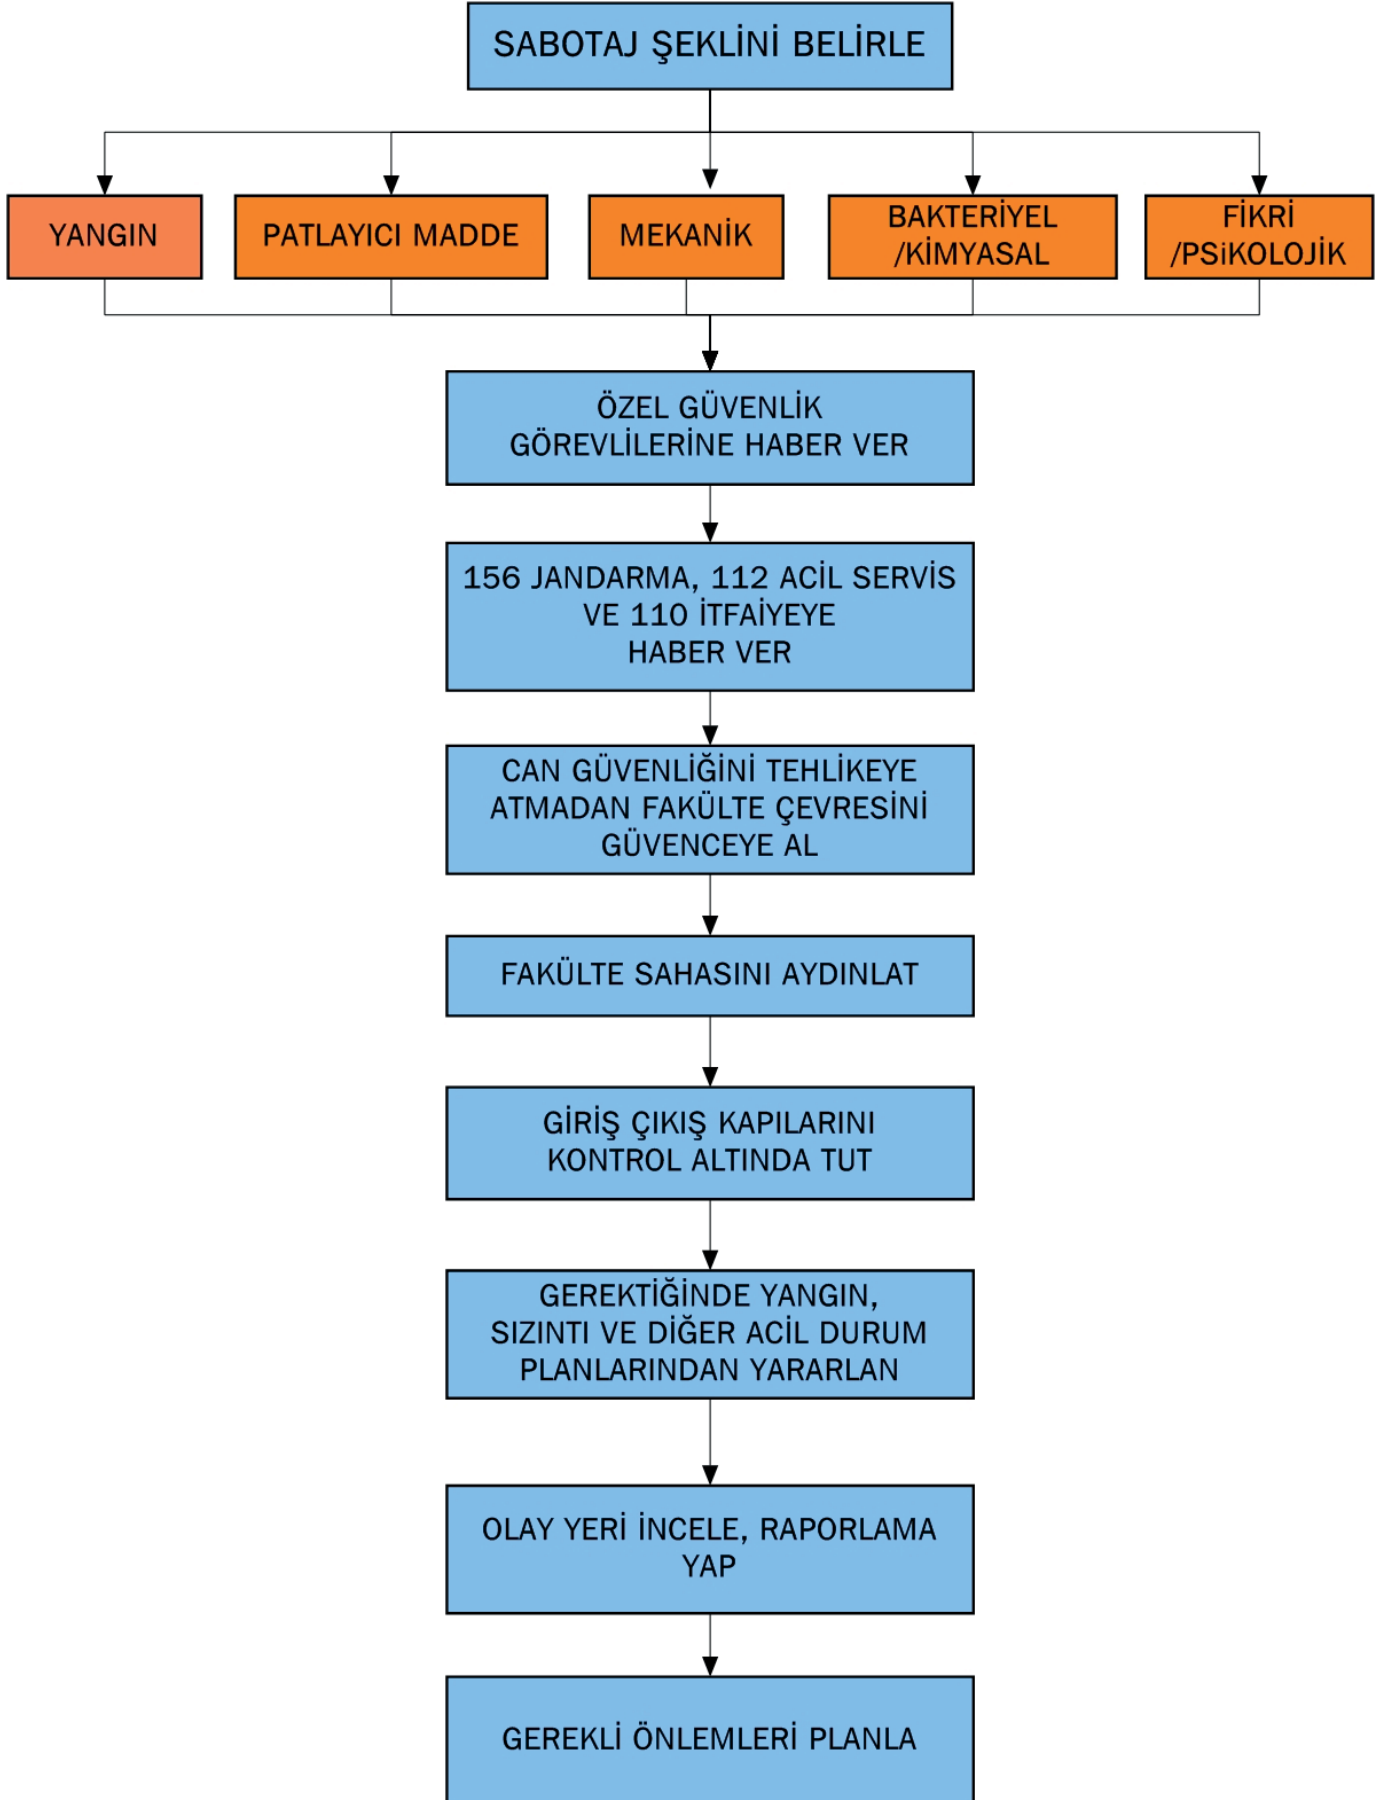 SABOTAJ ŞEKLİNİ BELİRLE
YANGIN
PATLAYICI MADDE
MEKANİK
BAKTERİYEL
/KİMYASAL
FİKRİ
/PSiKOLOJİK
ÖZEL GÜVENLİK
GÖREVLİLERİNE HABER VER
156 JANDARMA, 112 ACİL SERVİS
VE 110 İTFAİYEYE
HABER VER
CAN GÜVENLİĞİNİ TEHLİKEYE
ATMADAN FAKÜLTE ÇEVRESİNİ
GÜVENCEYE AL
FAKÜLTE SAHASINI AYDINLAT
GİRİŞ ÇIKIŞ KAPILARINI
KONTROL ALTINDA TUT
GEREKTİĞİNDE YANGIN,
SIZINTI VE DİĞER ACİL DURUM
PLANLARINDAN YARARLAN
OLAY YERİ İNCELE, RAPORLAMA
YAP
GEREKLİ ÖNLEMLERİ PLANLA